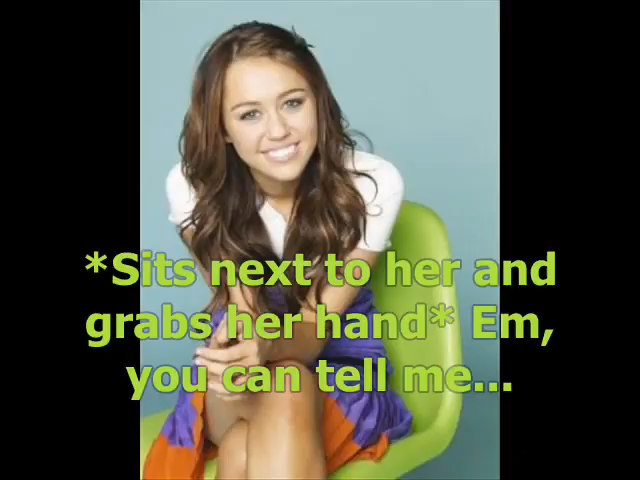 *Sits next to her and
grabs her hand* Em,
you can tell me...